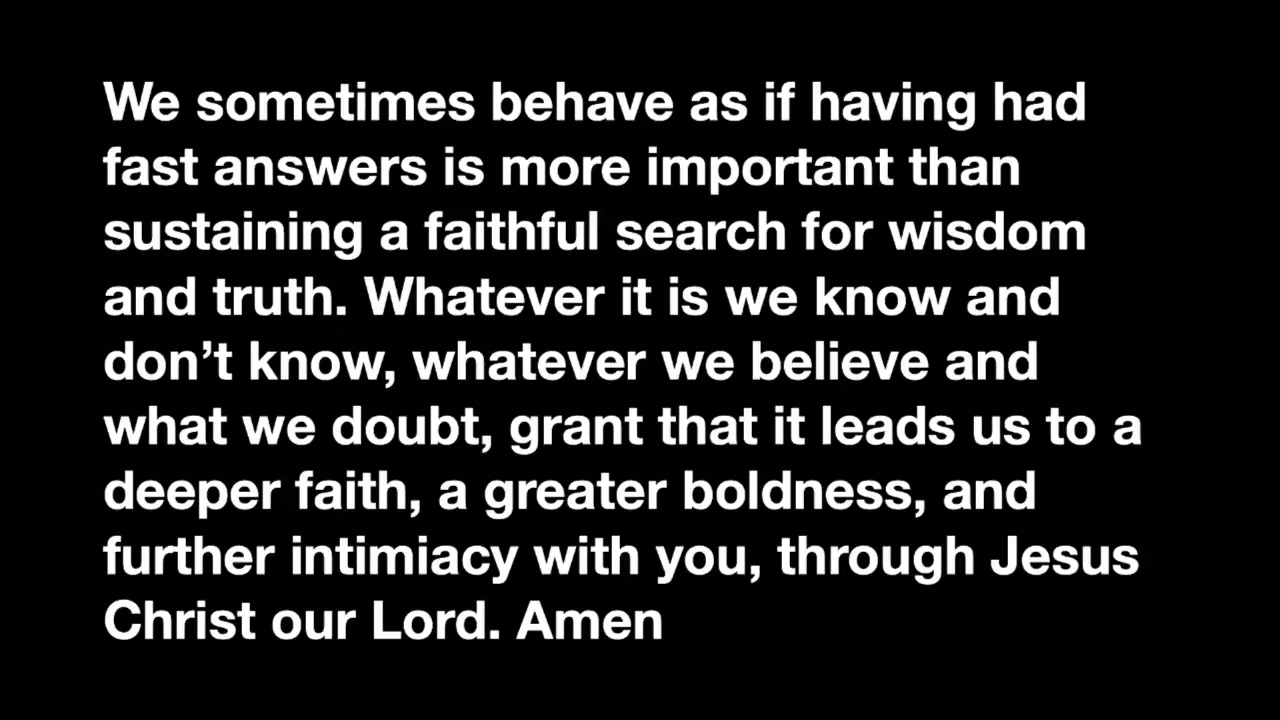 We sometimes behave as if having had
fast answers is more important than
sustaining a faithful search for wisdom
and truth. Whatever it is we know and
don’t know, whatever we believe and
what we doubt, grant that it leads us to a
deeper faith, a greater boldness, and
further intimiacy with you, through Jesus
Christ our Lord. Amen